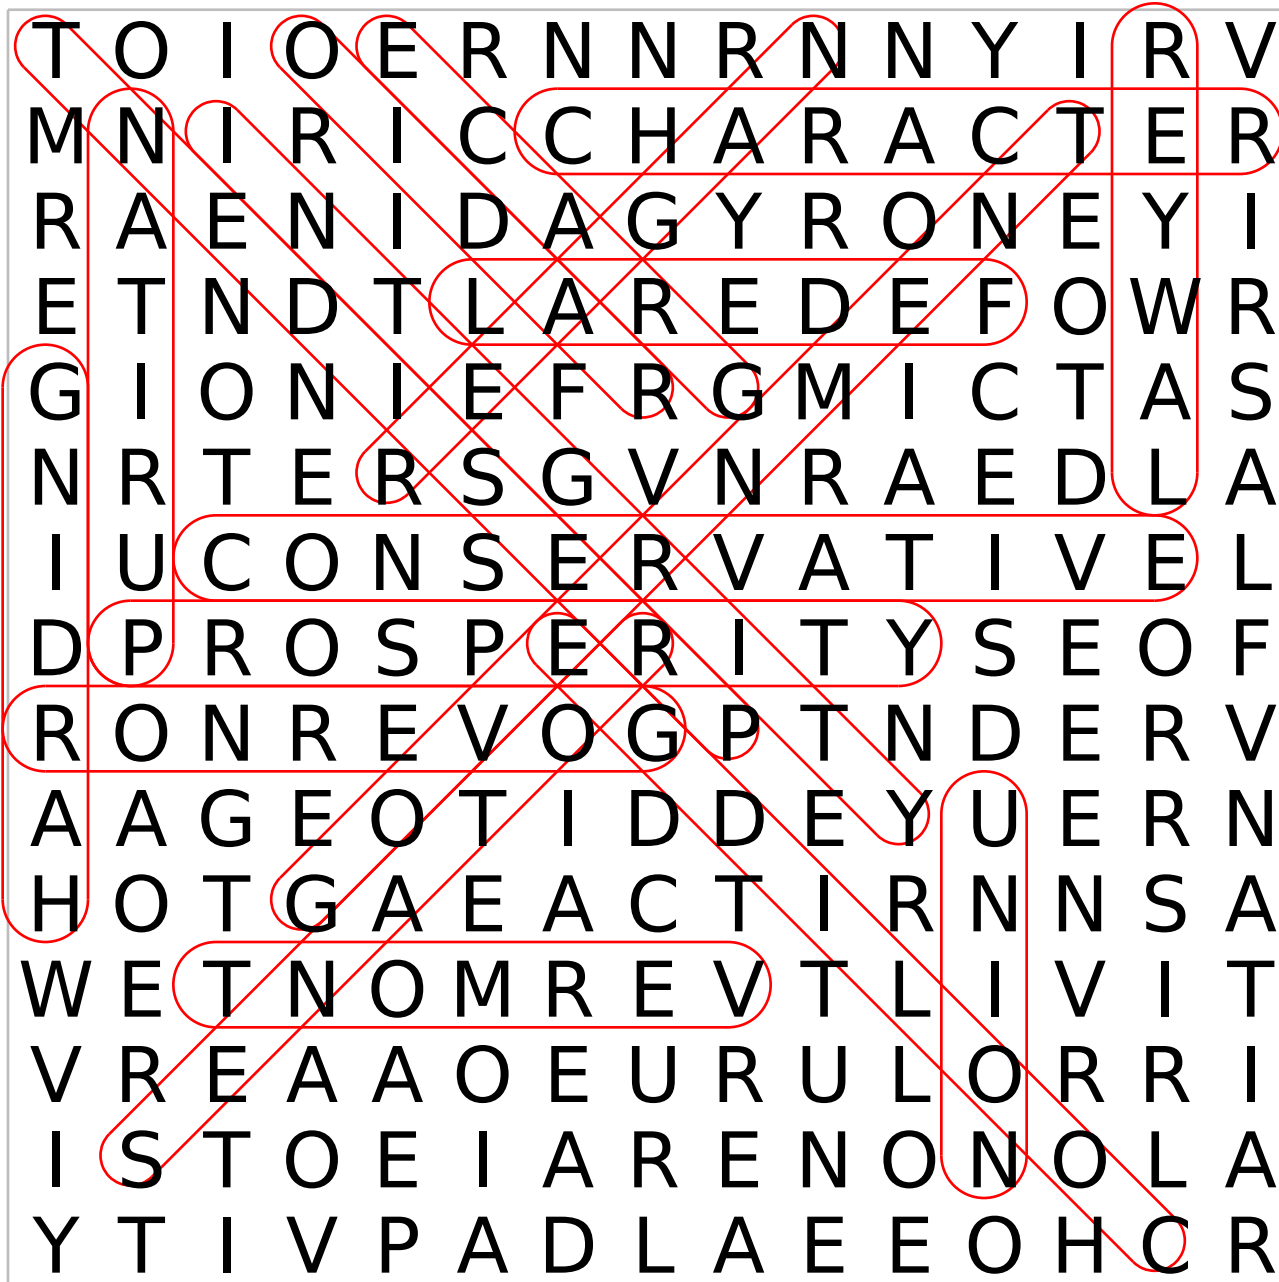 T O I O E R N N R N N Y I R V
M N I R I C C H A R A C T E R
R A E N I D A G Y R O N E Y I
E T N D T L A R E D E F O W R
G I O N I E F R G M I C T A S
N R T E R S G V N R A E D L A
I U C O N S E R V A T I V E L
D P R O S P E R I T Y S E O F
R O N R E V O G P T N D E R V
A A G E O T I D D E Y U E R N
H O T G A E A C T I R N N S A
W E T N O M R E V T L I V I T
V R E A A O E U R U L O R R I
I S T O E I A R E N O N O L A
Y T I V P A D L A E E O H C R